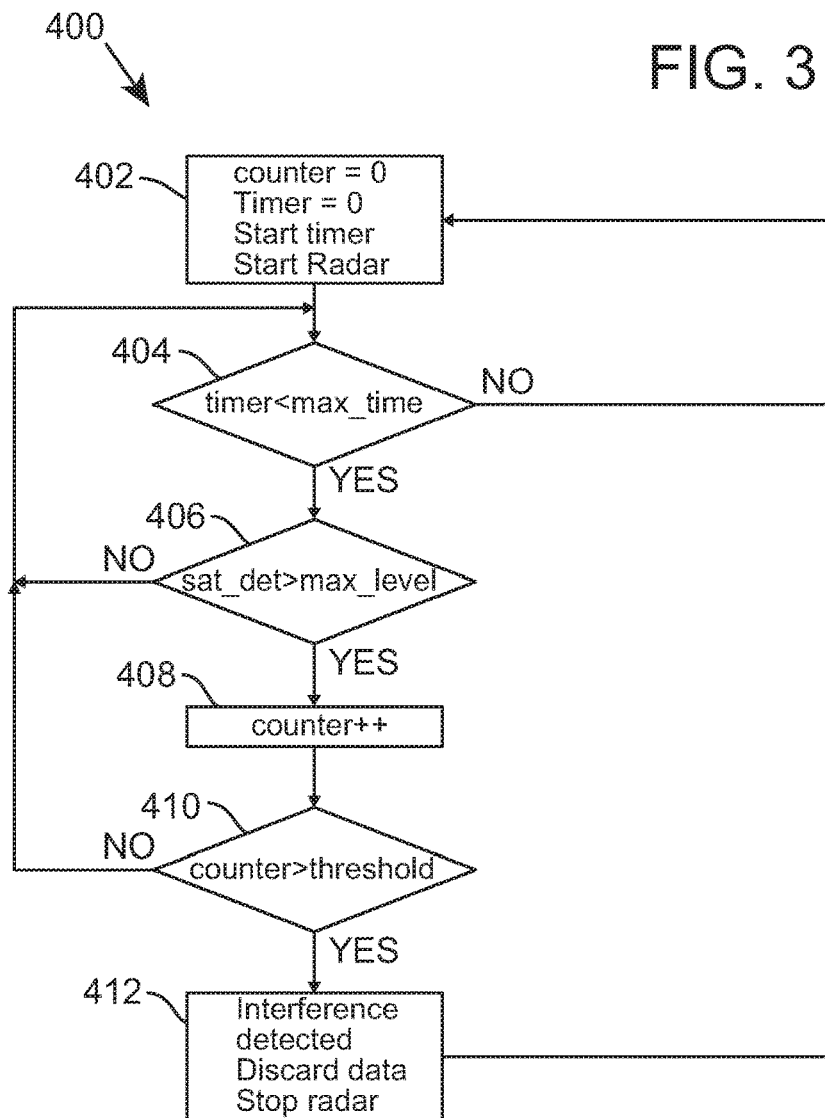 400
FIG. 3
402
counter = 0
Timer = 0
Start timer
Start Radar
404
timer<max_time
NO
YES
406
NO
sat_det>max_level
YES
408
counter++
410
NO
counter>threshold
YES
412
Interference
detected
Discard data
Stop radar